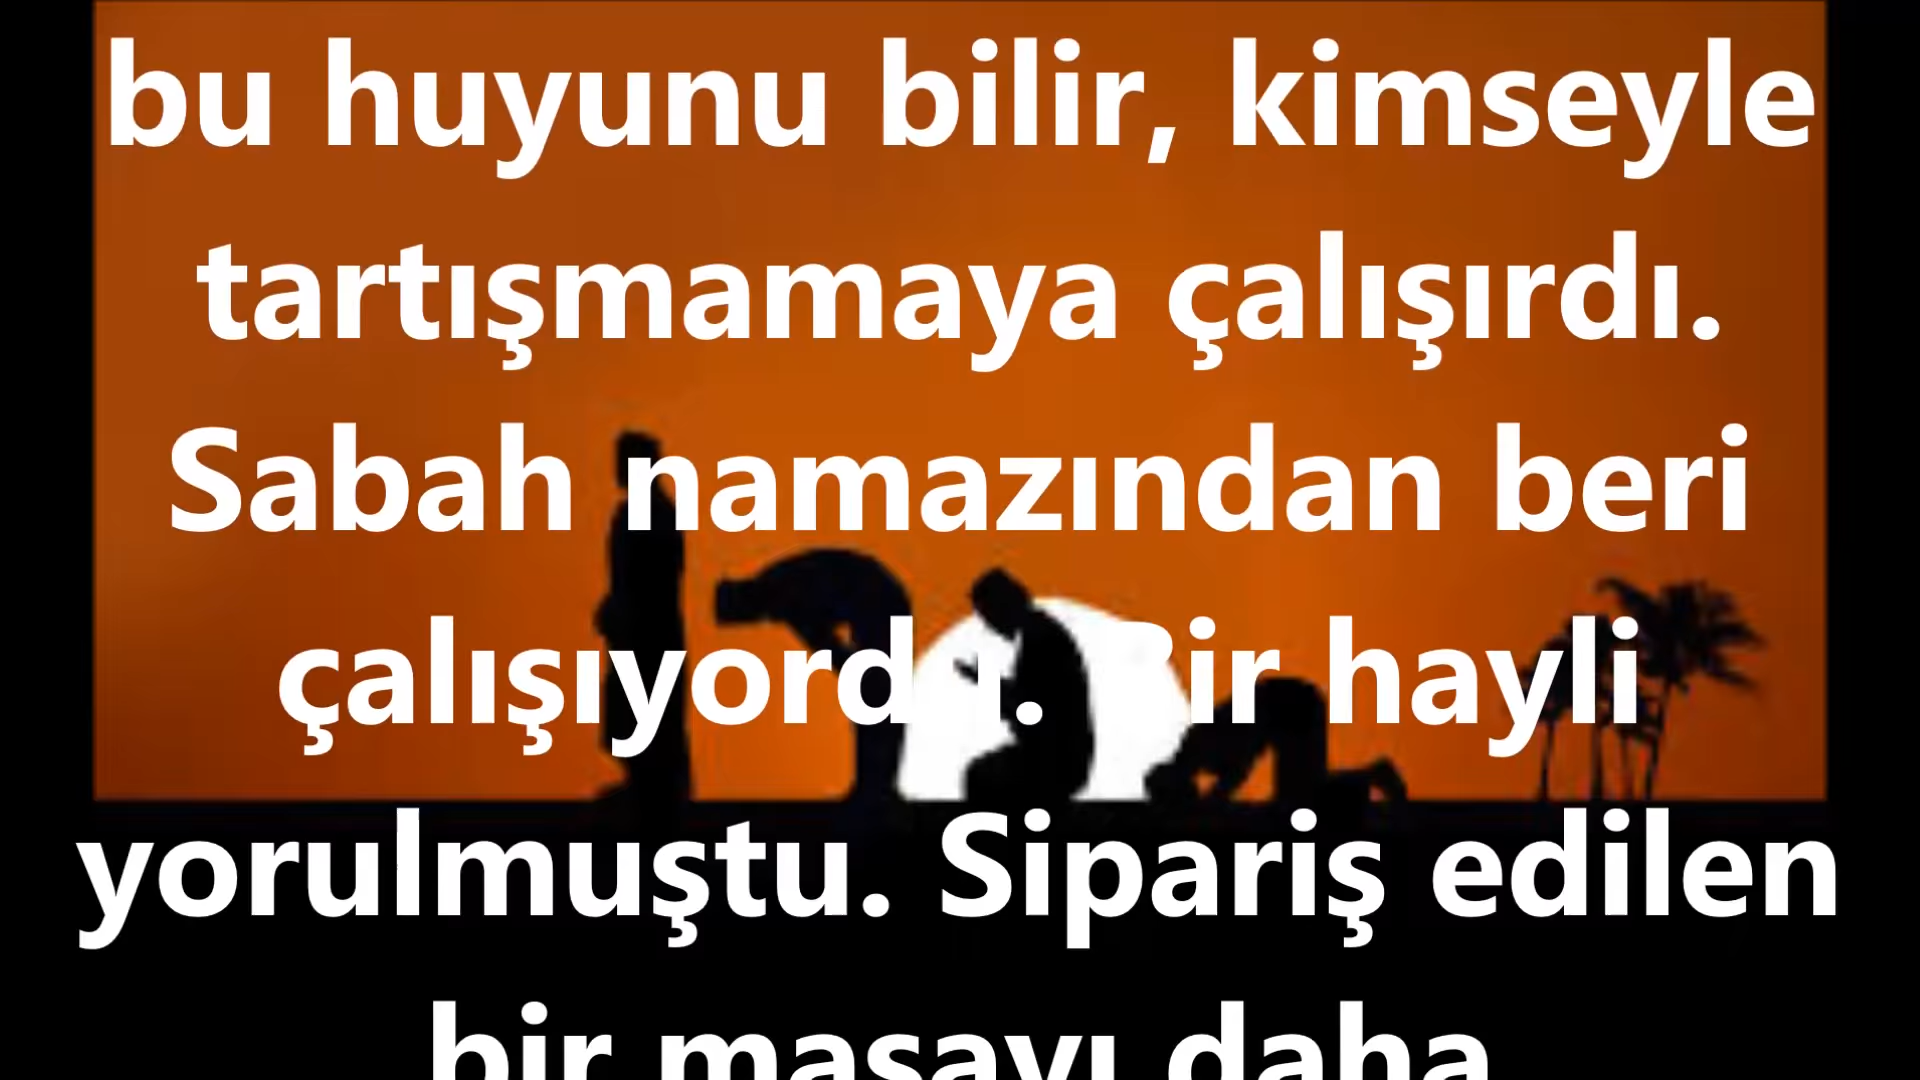 bu huyunu bilir, kimseyle
tartışmamaya çalışırdı.
Sabah namazından beri
çalışıyordu. Bir hayli
yorulmuştu. Sipariş edilen
bir masayı daha